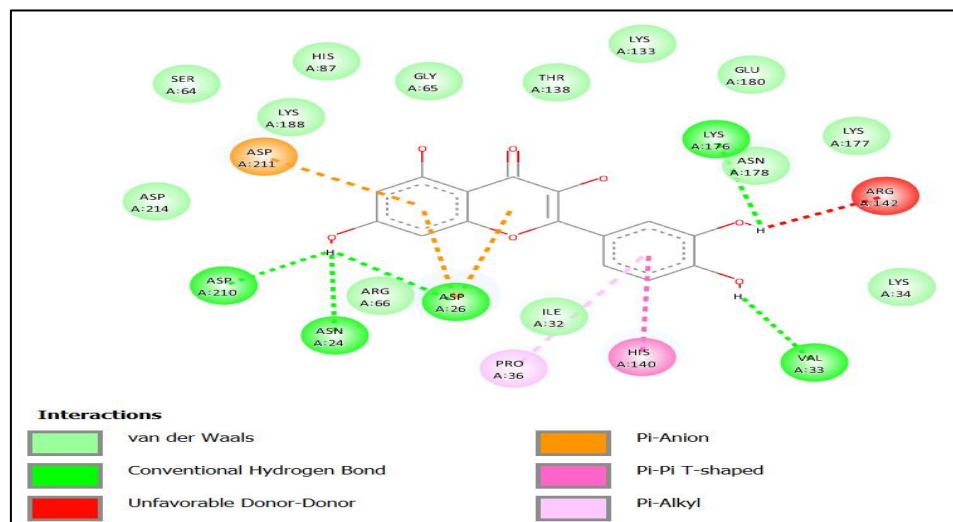 LYS
A:133
HIS
A:87
SER
A:64
GLY
A:65
THR
A:138
GLU
A:180
LYS
A:188
ASP
A:211
LYS
A:176
ASN
A:178
LYS
A:177
ARG
A:142
ASP
A:214
O
O
O
O
O
O
O
H
H
H
ASP
A:210
ARG
A:66
ASP
A:26
ASN
A:24
ILE
A:32
LYS
A:34
PRO
A:36
HIS
A:140
VAL
A:33
Interactions
van der Waals
Conventional Hydrogen Bond
Unfavorable Donor-Donor
Pi-Anion
Pi-Pi T-shaped
Pi-Alkyl